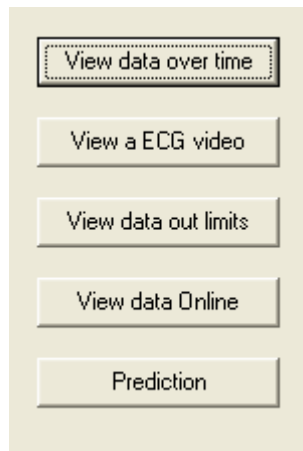 View data over time
View a ECG video
View data out limits
View data Online
Prediction